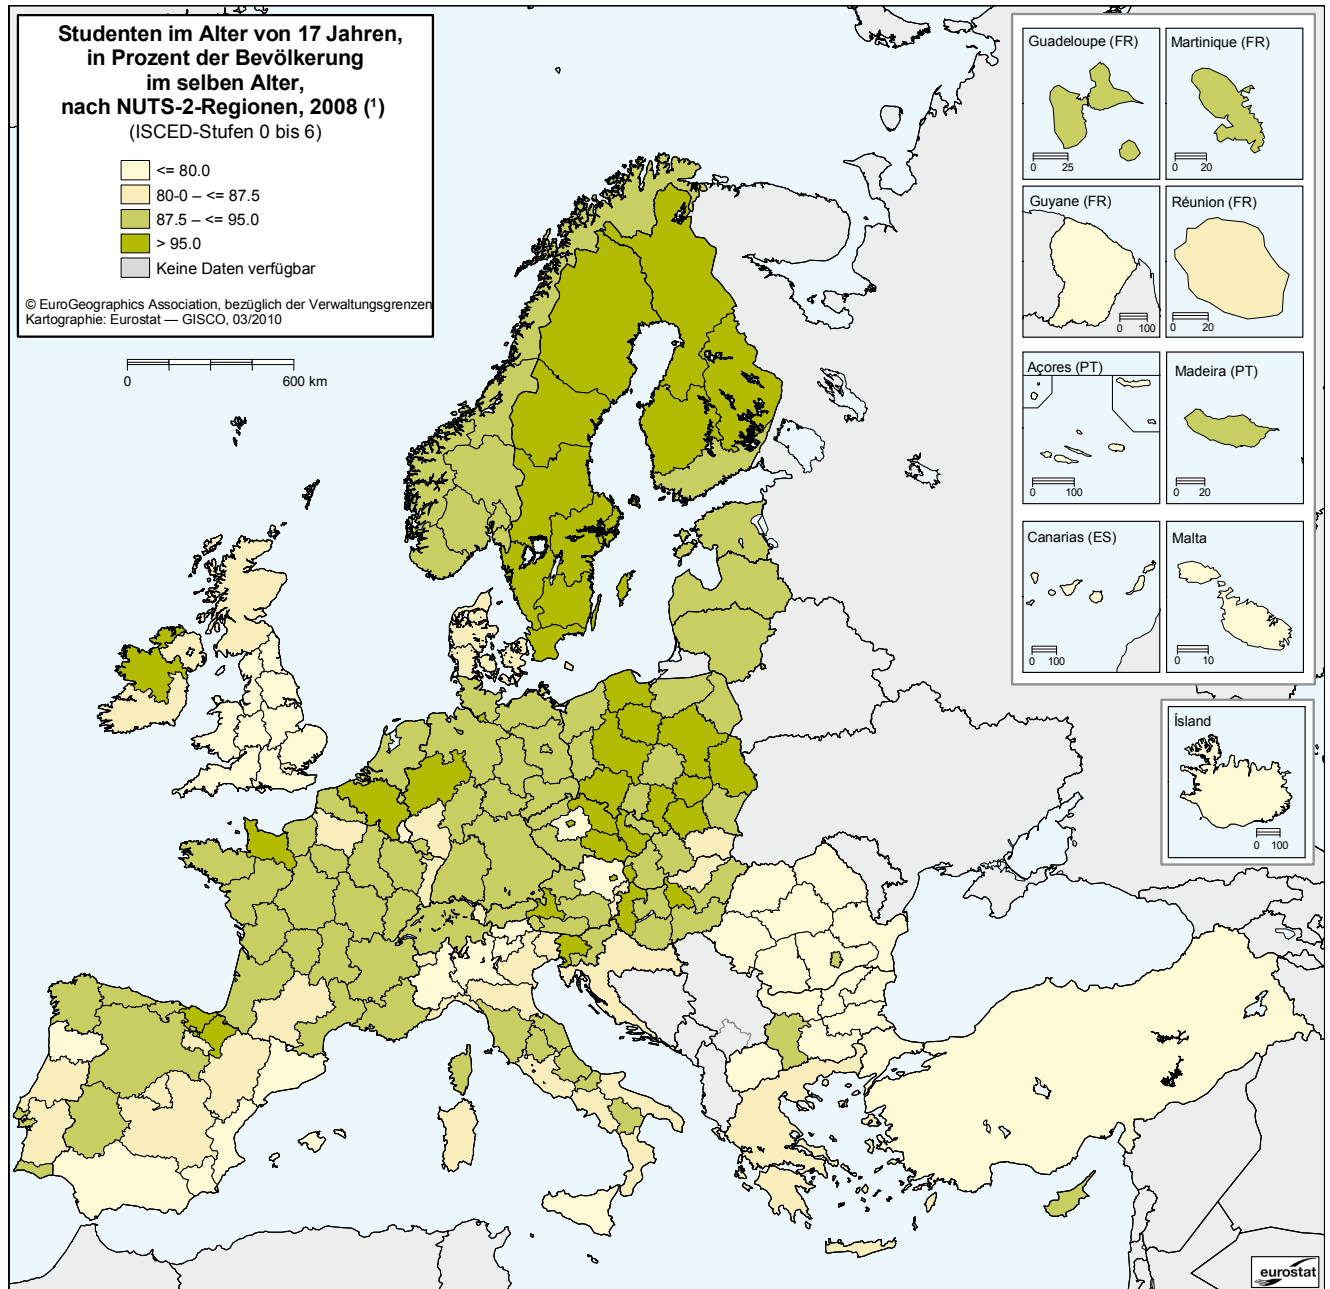 Studenten im Alter von 17 Jahren,
in Prozent der Bevölkerung
im selben Alter,
nach NUTS-2-Regionen, 2008 (¹)
(ISCED-Stufen 0 bis 6)
<= 80.0
80-0 – <= 87.5
87.5 – <= 95.0
> 95.0
Keine Daten verfügbar
© EuroGeographics Association, bezüglich der Verwaltungsgrenzen
Kartographie: Eurostat — GISCO, 03/2010
0 600 km
Guadeloupe (FR)
0 25
Martinique (FR)
0 20
Guyane (FR)
0 100
Réunion (FR)
0 20
Açores (PT)
0 100
Madeira (PT)
0 20
Canarias (ES)
0 100
Malta
0 10
Ísland
0 100
eurostat